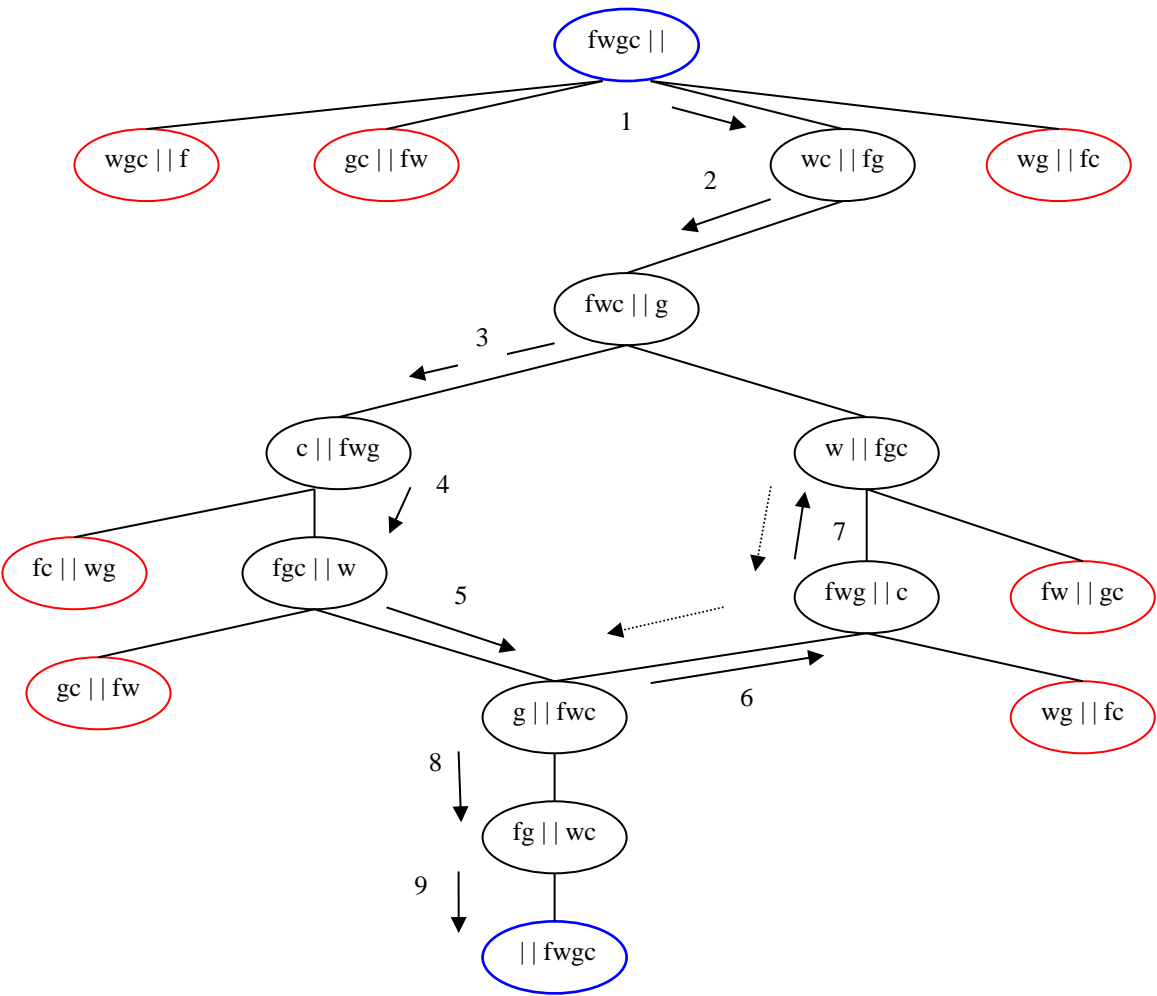 fwgc ||
1
wgc || f
gc || fw
wc || fg
wg || fc
2
fwc || g
3
c || fwg
w || fgc
4
7
fc || wg
fgc || w
fwg || c
fw || gc
5
gc || fw
6
g || fwc
wg || fc
8
fg || wc
9
|| fwgc